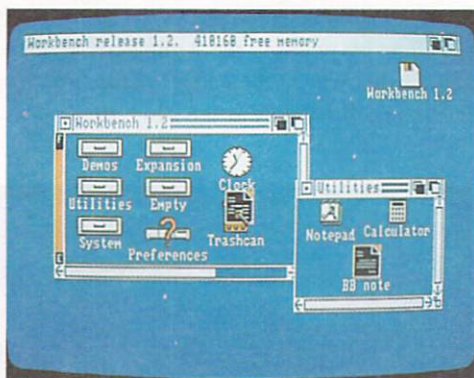 Workbench release 1.2. 418168 free memory
Workbench 1.2
Workbench 1.2
Demos Expansion Clock
Utilities Empty
System Preferences Trashcan
Utilities
Notepad Calculator
BB note